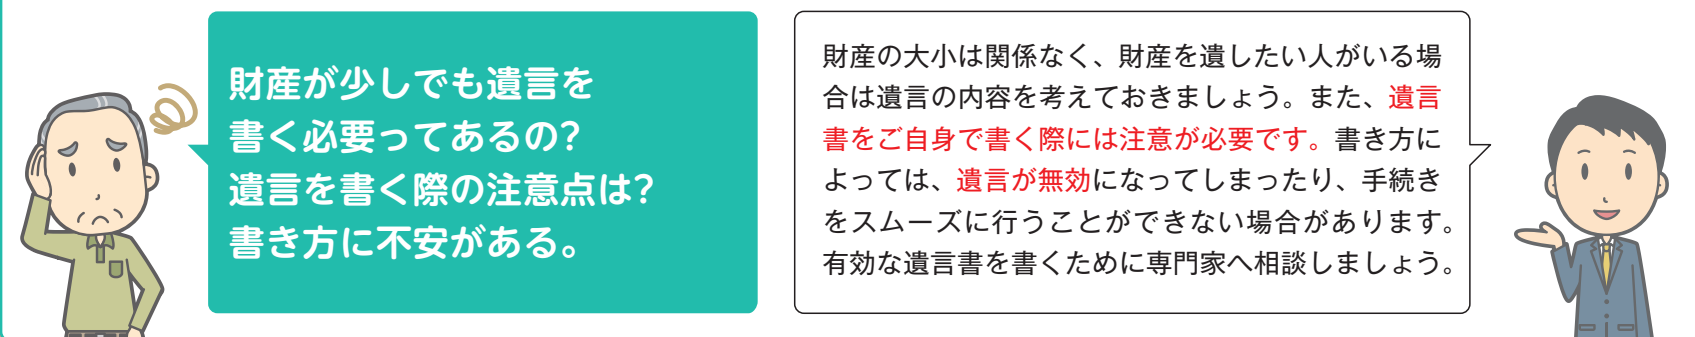 財産が少しでも遺言を
書く必要ってあるの?
遺言を書く際の注意点は?
書き方に不安がある。
財産の大小は関係なく、財産を遺したい人がいる場
合は遺言の内容を考えておきましょう。また、遺言
書をご自身で書く際には注意が必要です。書き方に
よっては、遺言が無効になってしまったり、手続き
をスムーズに行うことができない場合があります。
有効な遺言書を書くために専門家へ相談しましょう。